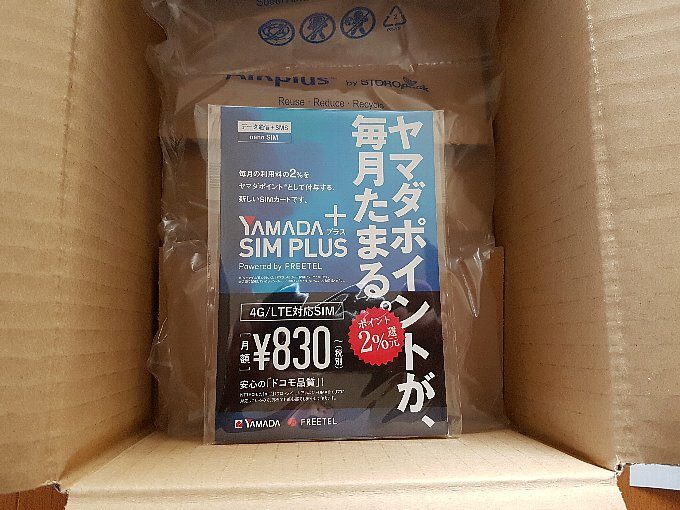 Airplus by STOROpack
Reuse · Reduce · Recycle
データ通信+SMS
nano SIM
毎月の利用料の2%を
ヤマダポイント※として付与する、
新しいSIMカードです。
YAMADA+
プラス
SIM PLUS
Powered by FREETEL
ヤマダポイントが、
毎月たまる。
4G/LTE対応SIM
[月額]¥830~(税別)
安心の「ドコモ品質」!
ポイント
2%還元
YAMADA FREETEL